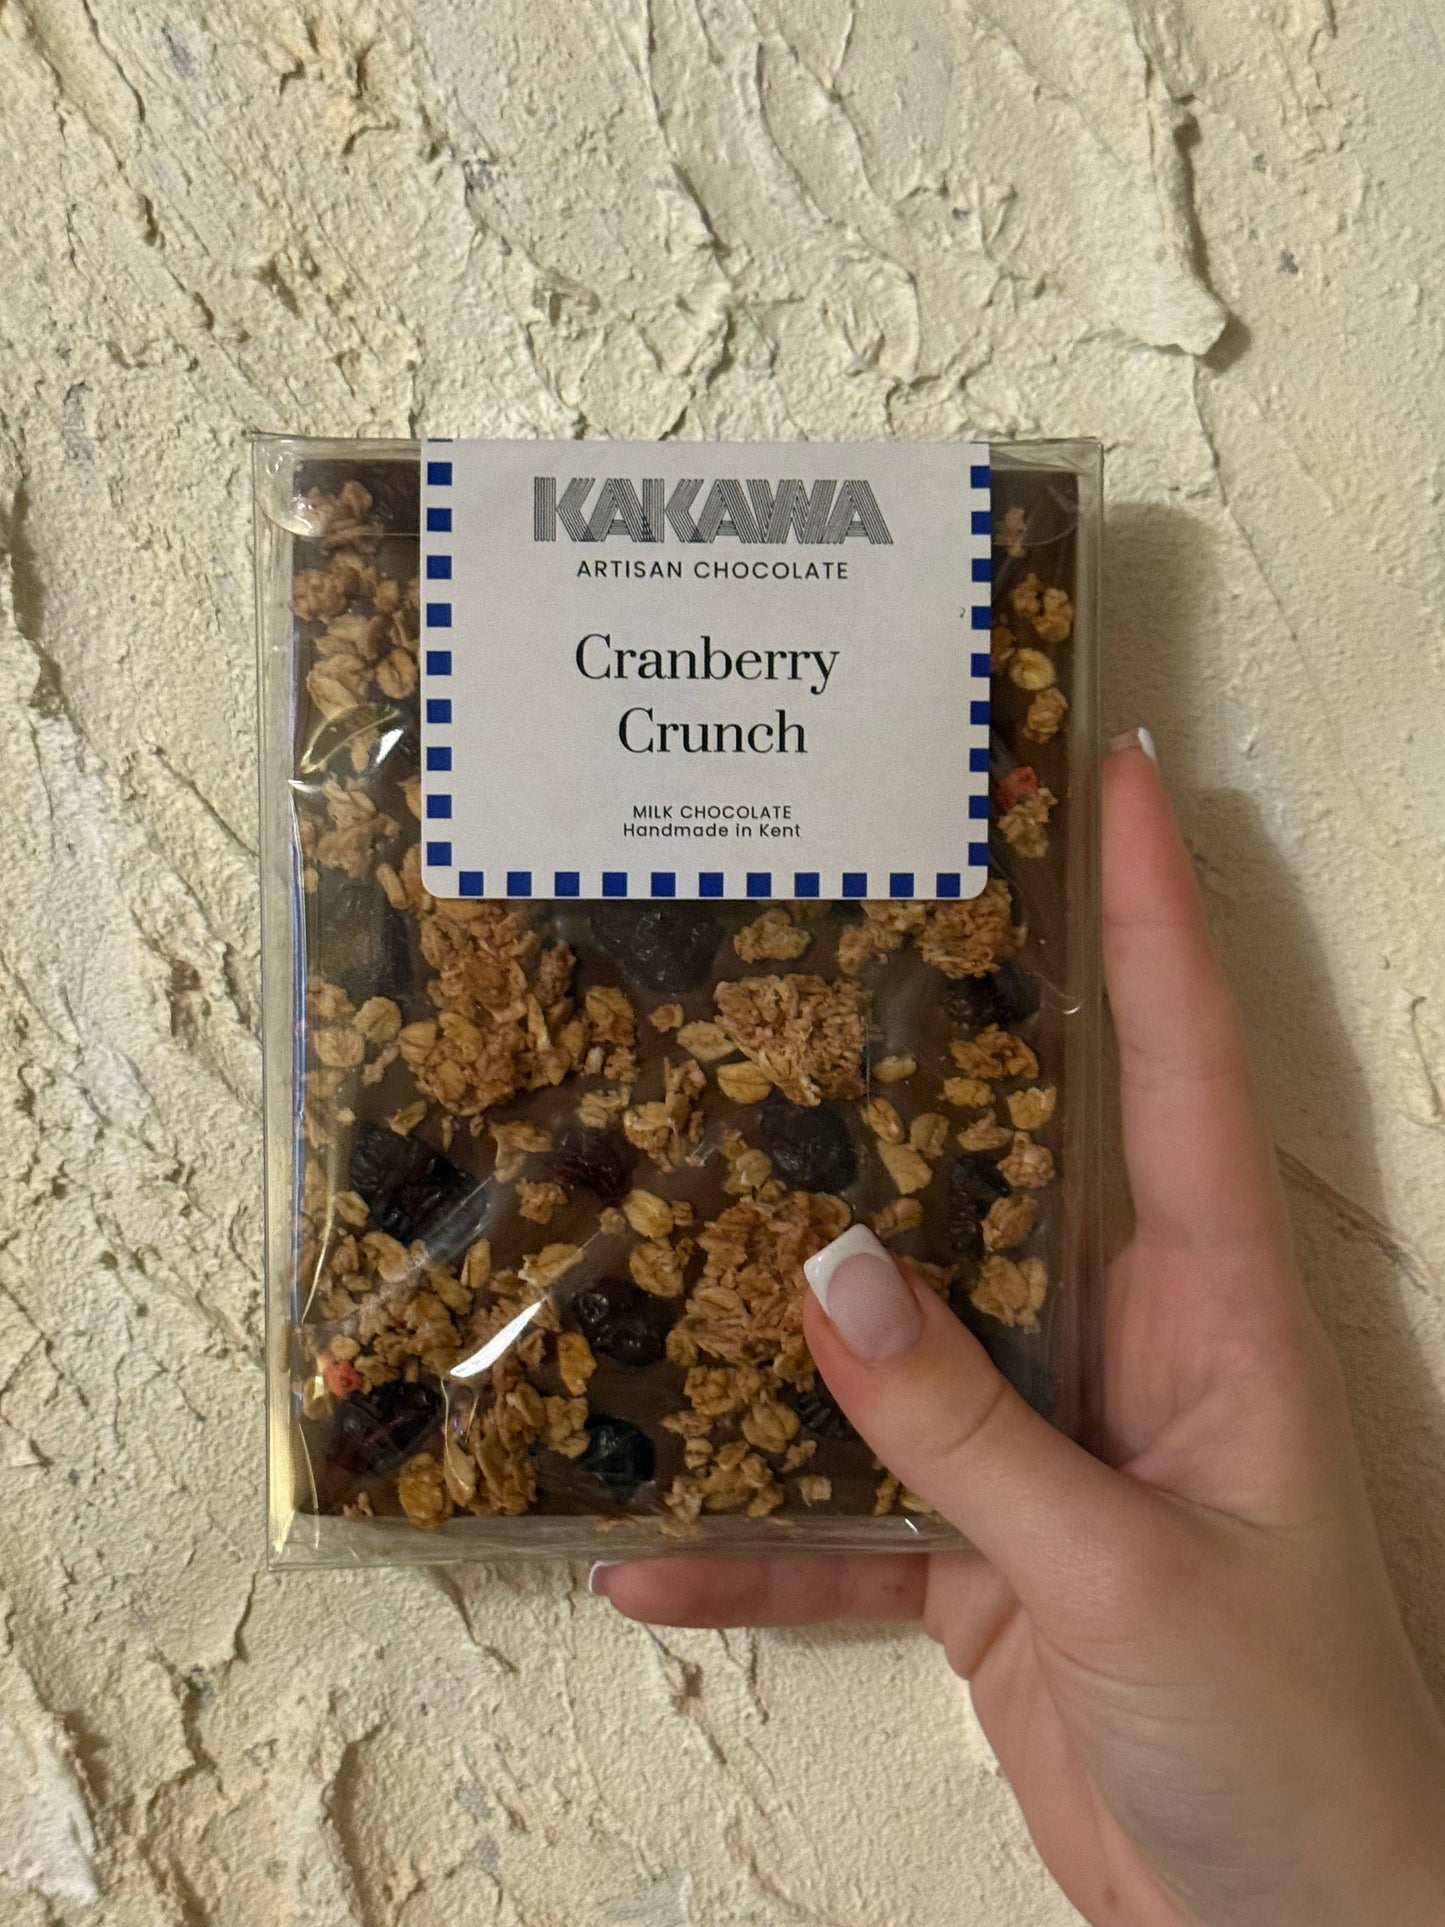 KAKAWA
ARTISAN CHOCOLATE
Cranberry
Crunch
MILK CHOCOLATE
Handmade in Kent